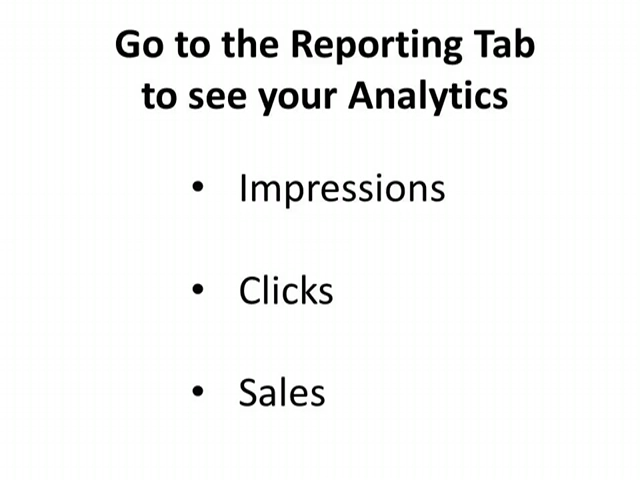 Go to the Reporting Tab
to see your Analytics
• Impressions
• Clicks
• Sales